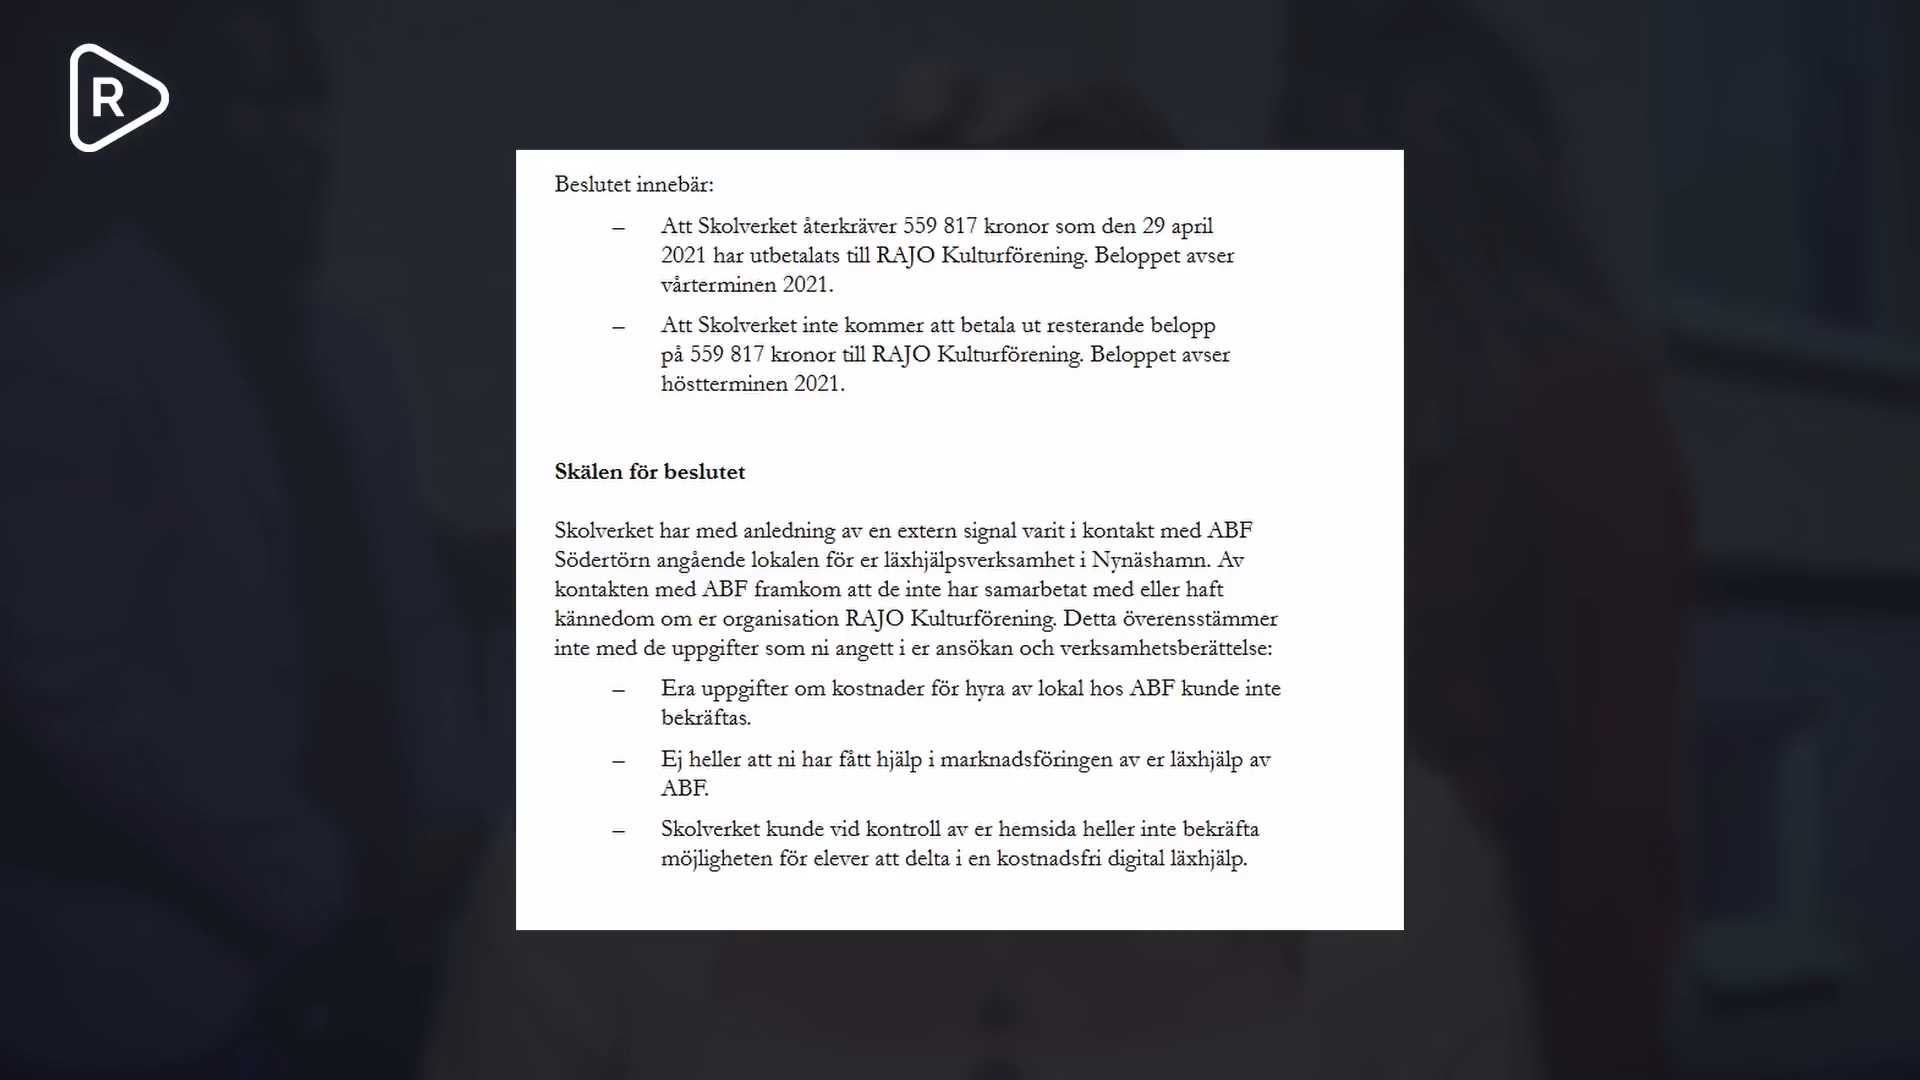 R
Beslutet innebär:
– Att Skolverket återkräver 559 817 kronor som den 29 april
2021 har utbetalats till RAJO Kulturförening. Beloppet avser
vårterminen 2021.
– Att Skolverket inte kommer att betala ut resterande belopp
på 559 817 kronor till RAJO Kulturförening. Beloppet avser
höstterminen 2021.
Skälen för beslutet
Skolverket har med anledning av en extern signal varit i kontakt med ABF
Södertörn angående lokalen för er läxhjälpsverksamhet i Nynäshamn. Av
kontakten med ABF framkom att de inte har samarbetat med eller haft
kännedom om er organisation RAJO Kulturförening. Detta överensstämmer
inte med de uppgifter som ni angett i er ansökan och verksamhetsberättelse:
– Era uppgifter om kostnader för hyra av lokal hos ABF kunde inte
bekräftas.
– Ej heller att ni har fått hjälp i marknadsföringen av er läxhjälp av
ABF.
– Skolverket kunde vid kontroll av er hemsida heller inte bekräfta
möjligheten för elever att delta i en kostnadsfri digital läxhjälp.